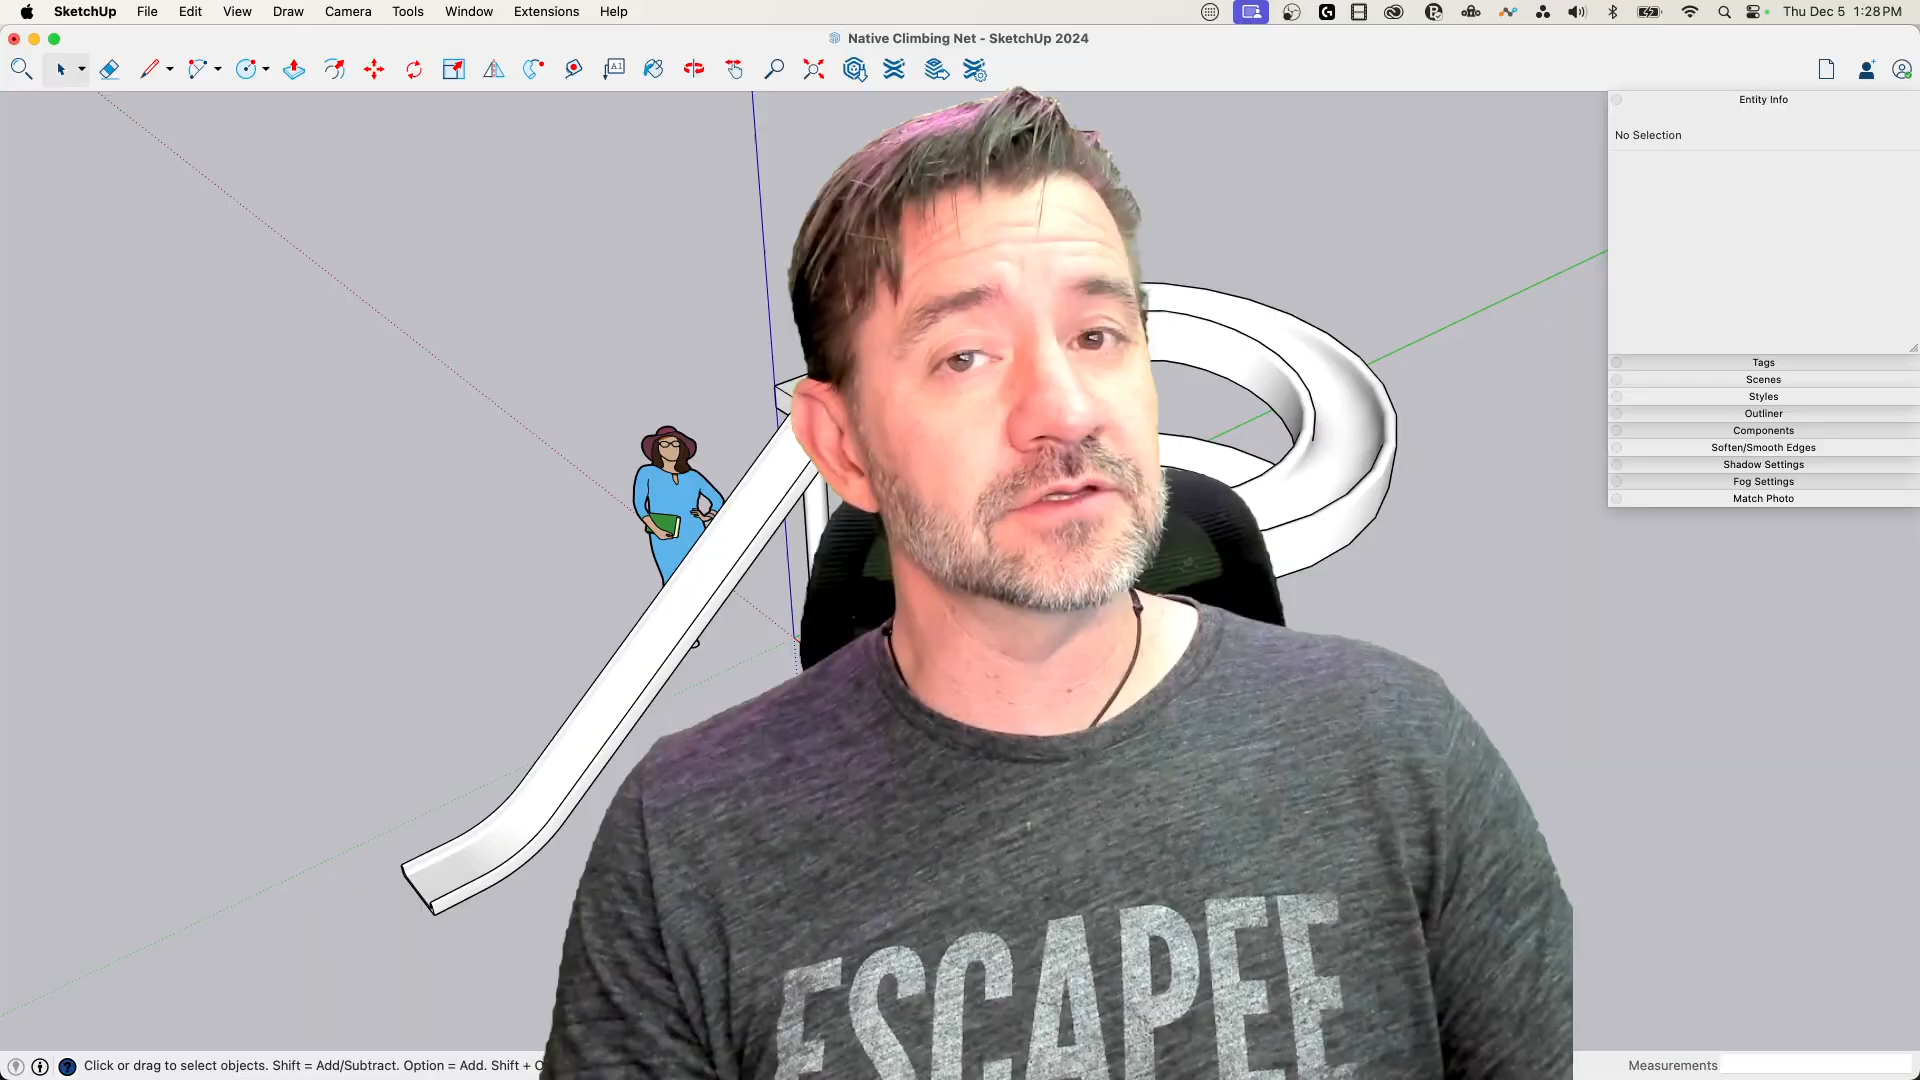 SketchUp File Edit View Draw Camera Tools Window Extensions Help Thu Dec 5 1:28 PM
Native Climbing Net - SketchUp 2024
A1
Entity Info
No Selection
Tags
Scenes
Styles
Outliner
Components
Soften/Smooth Edges
Shadow Settings
Fog Settings
Match Photo
ESCAPEE
Click or drag to select objects. Shift = Add/Subtract. Option = Add. Shift + O
Measurements